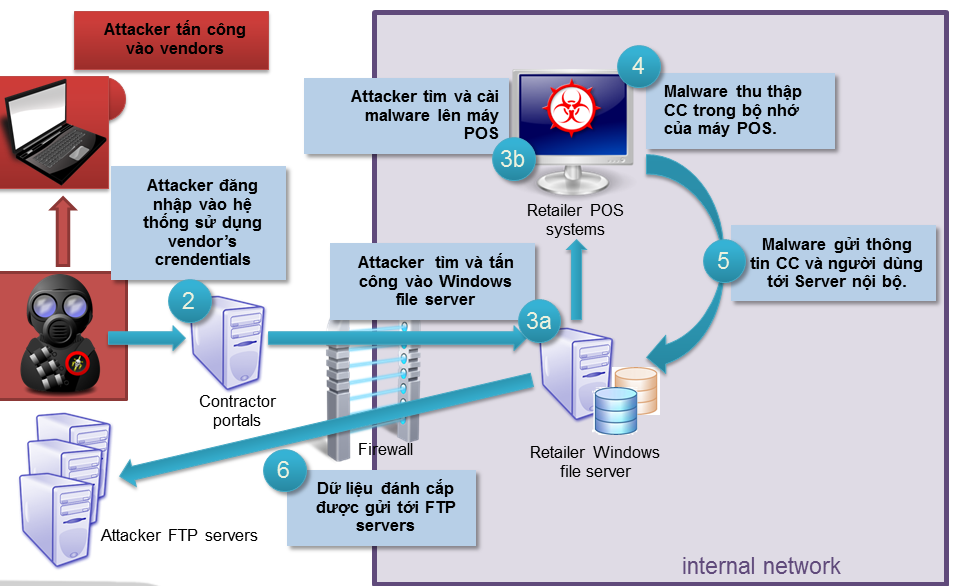 Attacker tấn công
vào vendors
Attacker đăng
nhập vào hệ
thống sử dụng
vendor's
crendentials
2
Contractor
portals
Attacker tìm và tấn
công vào Windows
file server
3a
Firewall
Retailer Windows
file server
Attacker tìm và cài
malware lên máy
POS
3b
Retailer POS
systems
4
Malware thu thập
CC trong bộ nhớ
của máy POS.
5
Malware gửi thông
tin CC và người dùng
tới Server nội bộ.
6
Dữ liệu đánh cắp
được gửi tới FTP
servers
Attacker FTP servers
internal network